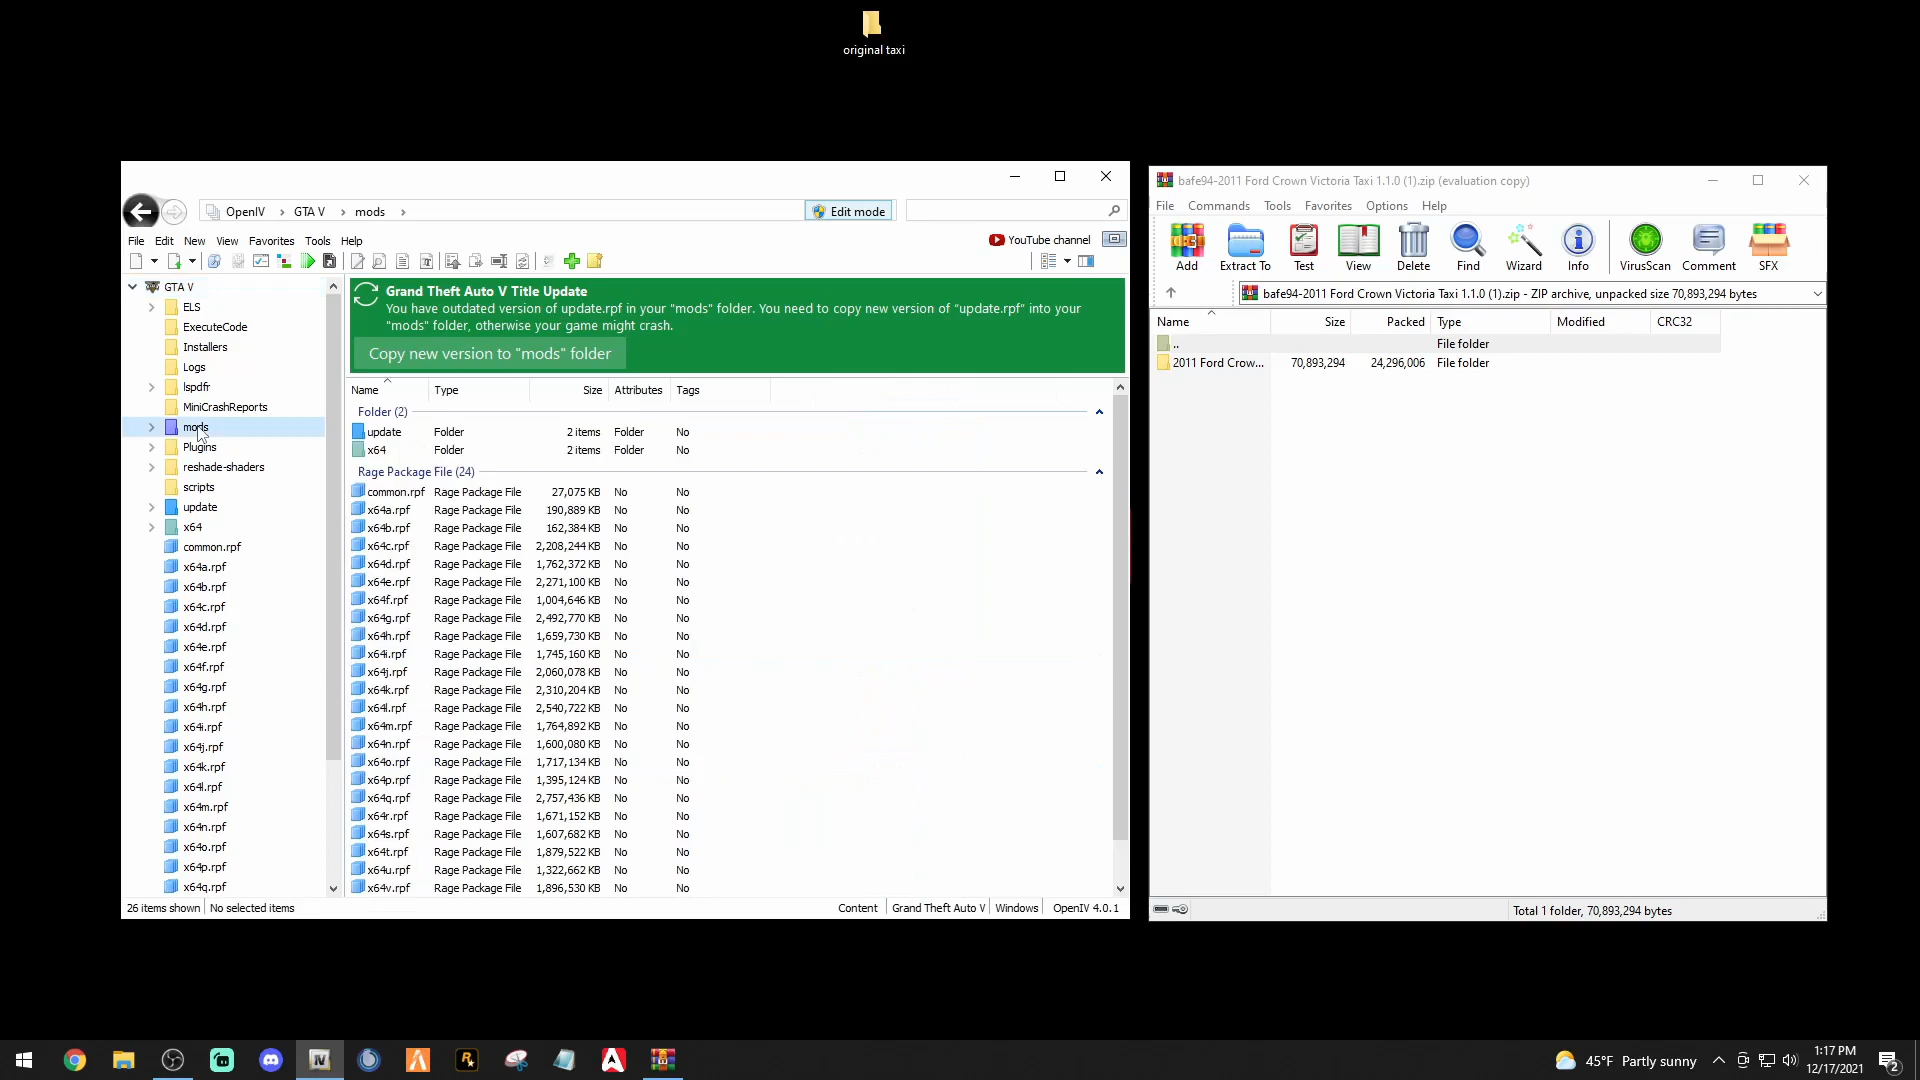 original taxi
OpenIV
GTA V
mods
Edit mode
File
Edit
New
View
Favorites
Tools
Help
YouTube channel
GTA V
ELS
ExecuteCode
Installers
Logs
lspdfr
MiniCrashReports
mods
Plugins
reshade-shaders
scripts
update
x64
common.rpf
x64a.rpf
x64b.rpf
x64c.rpf
x64d.rpf
x64e.rpf
x64f.rpf
x64g.rpf
x64h.rpf
x64i.rpf
x64j.rpf
x64k.rpf
x64l.rpf
x64m.rpf
x64n.rpf
x64o.rpf
x64p.rpf
x64q.rpf
Grand Theft Auto V Title Update
You have outdated version of update.rpf in your "mods" folder. You need to copy new version of "update.rpf" into your
"mods" folder, otherwise your game might crash.
Copy new version to "mods" folder
Name Type Size Attributes Tags
Folder (2)
update Folder 2 items Folder No
x64 Folder 2 items Folder No
Rage Package File (24)
common.rpf Rage Package File 27,075 KB No No
x64a.rpf Rage Package File 190,889 KB No No
x64b.rpf Rage Package File 162,384 KB No No
x64c.rpf Rage Package File 2,208,244 KB No No
x64d.rpf Rage Package File 1,762,372 KB No No
x64e.rpf Rage Package File 2,271,100 KB No No
x64f.rpf Rage Package File 1,004,646 KB No No
x64g.rpf Rage Package File 2,492,770 KB No No
x64h.rpf Rage Package File 1,659,730 KB No No
x64i.rpf Rage Package File 1,745,160 KB No No
x64j.rpf Rage Package File 2,060,078 KB No No
x64k.rpf Rage Package File 2,310,204 KB No No
x64l.rpf Rage Package File 2,540,722 KB No No
x64m.rpf Rage Package File 1,764,892 KB No No
x64n.rpf Rage Package File 1,600,080 KB No No
x64o.rpf Rage Package File 1,717,134 KB No No
x64p.rpf Rage Package File 1,395,124 KB No No
x64q.rpf Rage Package File 2,757,436 KB No No
x64r.rpf Rage Package File 1,671,152 KB No No
x64s.rpf Rage Package File 1,607,682 KB No No
x64t.rpf Rage Package File 1,879,522 KB No No
x64u.rpf Rage Package File 1,322,662 KB No No
x64v.rpf Rage Package File 1,896,530 KB No No
26 items shown No selected items Content Grand Theft Auto V Windows OpenIV 4.0.1
bafe94-2011 Ford Crown Victoria Taxi 1.1.0 (1).zip (evaluation copy)
File Commands Tools Favorites Options Help
Add Extract To Test View Delete Find Wizard Info VirusScan Comment SFX
bafe94-2011 Ford Crown Victoria Taxi 1.1.0 (1).zip - ZIP archive, unpacked size 70,893,294 bytes
Name Size Packed Type Modified CRC32
.. File folder
2011 Ford Crow... 70,893,294 24,296,006 File folder
Total 1 folder, 70,893,294 bytes
45°F Partly sunny
1:17 PM
12/17/2021
2